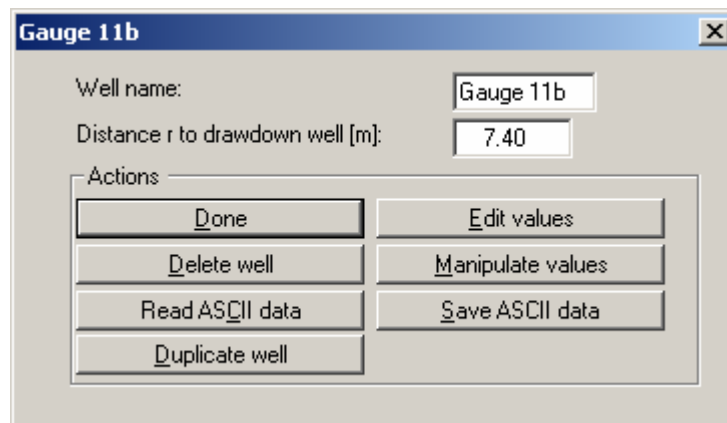 Gauge 11b
Well name: Gauge 11b
Distance r to drawdown well [m]: 7.40
Actions
Done Edit values
Delete well Manipulate values
Read ASCII data Save ASCII data
Duplicate well